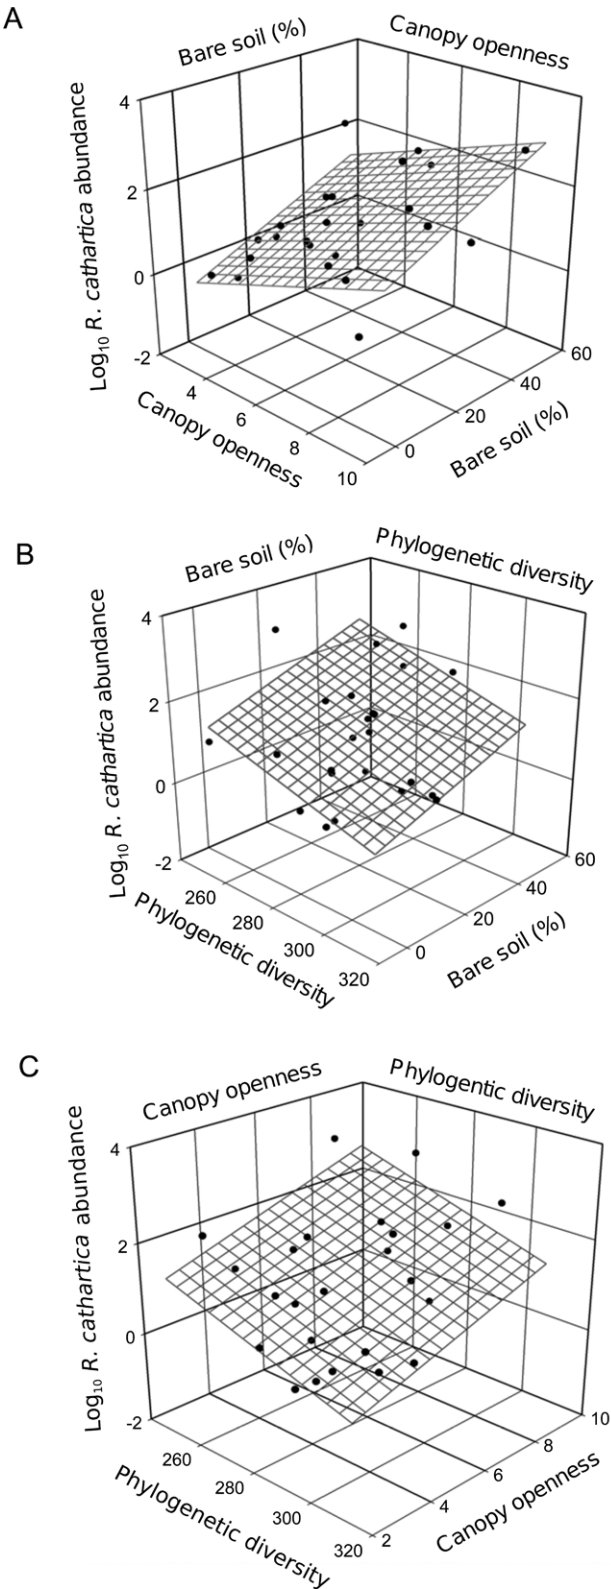 A
Bare soil (%)
Canopy openness
Log10 R. cathartica abundance
4
2
0
-2
4
6
8
10
Canopy openness
0
20
40
60
Bare soil (%)
B
Bare soil (%)
Phylogenetic diversity
Log10 R. cathartica abundance
4
2
0
-2
260
280
300
320
Phylogenetic diversity
0
20
40
60
Bare soil (%)
C
Canopy openness
Phylogentic diversity
Log10 R. cathartica abundance
4
2
0
-2
260
280
300
320
Phylogenetic diversity
2
4
6
8
10
Canopy openness